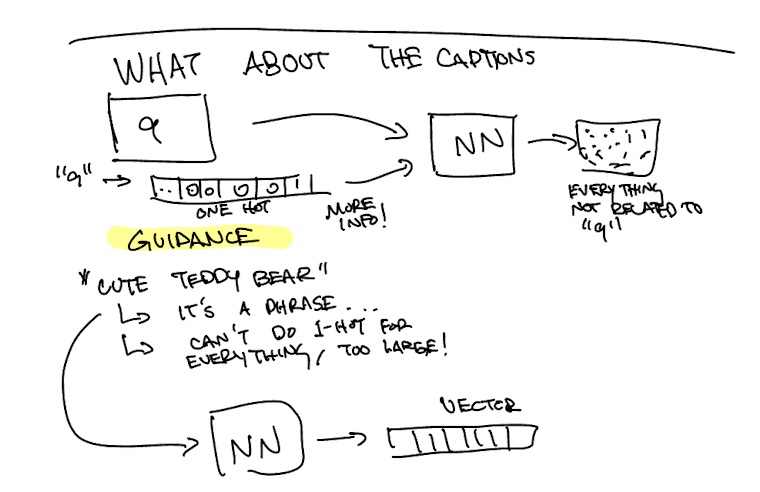 WHAT ABOUT THE CAPTIONS
9
NN
"9"
.. 0 0 0 0 1
ONE HOT
MORE
INFO!
EVERYTHING
NOT RELATED TO
"9"
GUIDANCE
"CUTE TEDDY BEAR"
IT'S A PHRASE...
CAN'T DO 1-HOT FOR
EVERYTHING, TOO LARGE!
VECTOR
NN